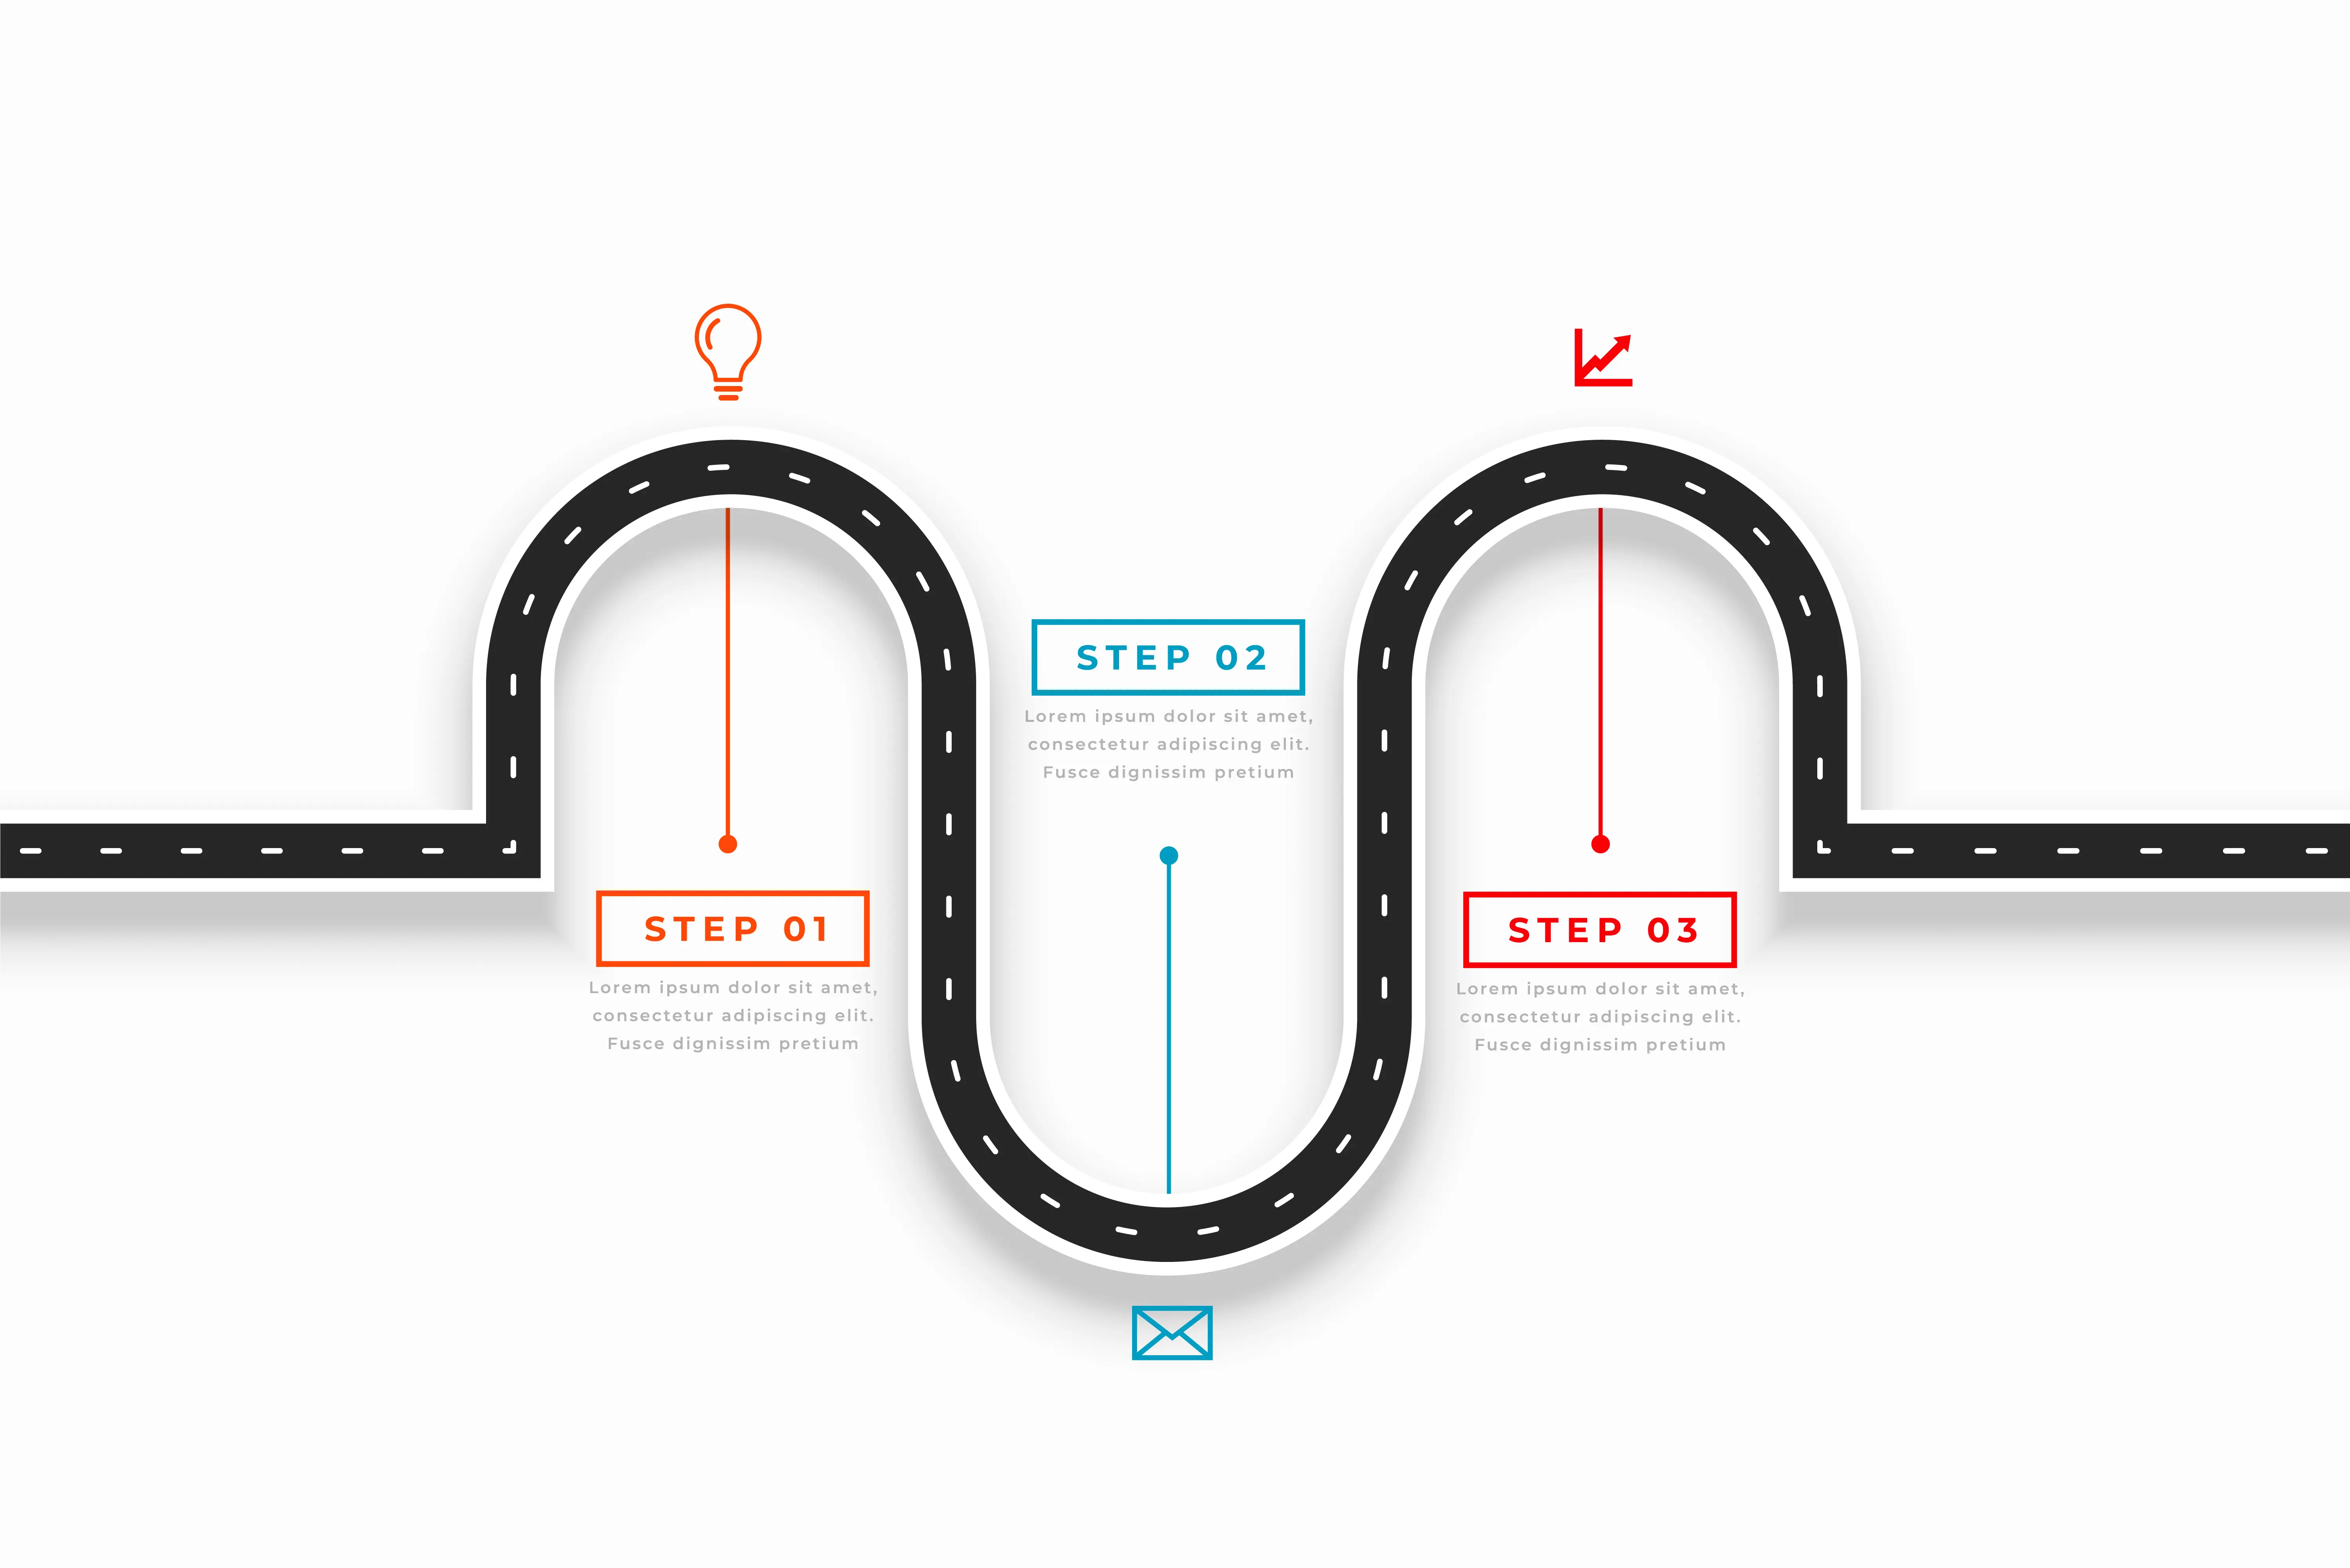 STEP 01
Lorem ipsum dolor sit amet,
consectetur adipiscing elit.
Fusce dignissim pretium
STEP 02
Lorem ipsum dolor sit amet,
consectetur adipiscing elit.
Fusce dignissim pretium
STEP 03
Lorem ipsum dolor sit amet,
consectetur adipiscing elit.
Fusce dignissim pretium